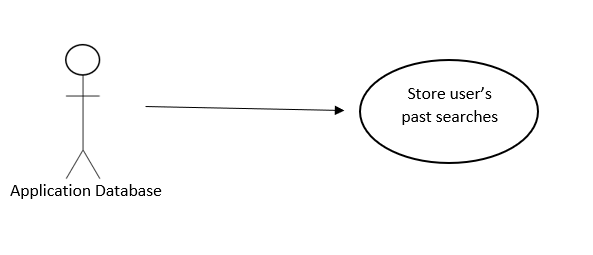 Store user’s
past searches
Application Database